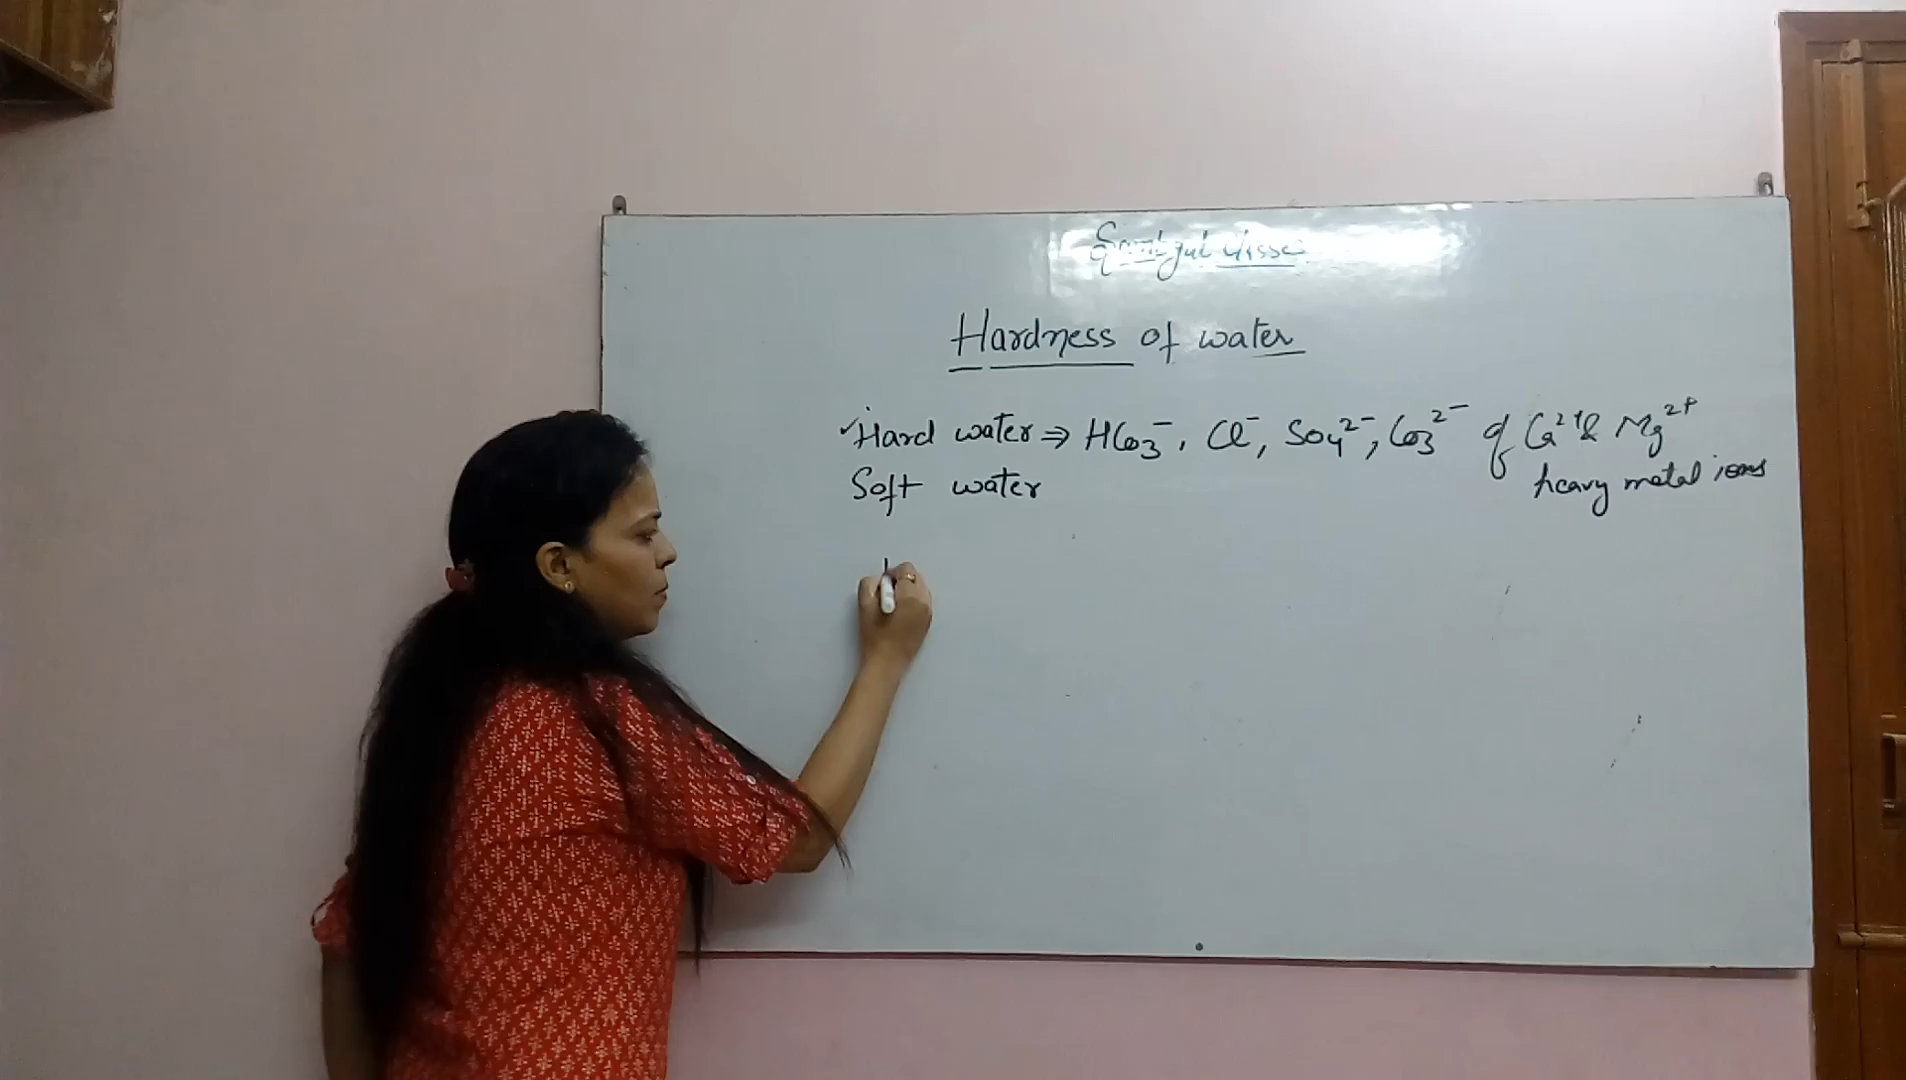 Hardness of water
✓Hard water ⇒ HCO3⁻, Cl⁻, SO4²⁻, CO3²⁻ of Ca²⁺ & Mg²⁺
heavy metal ions
Soft water